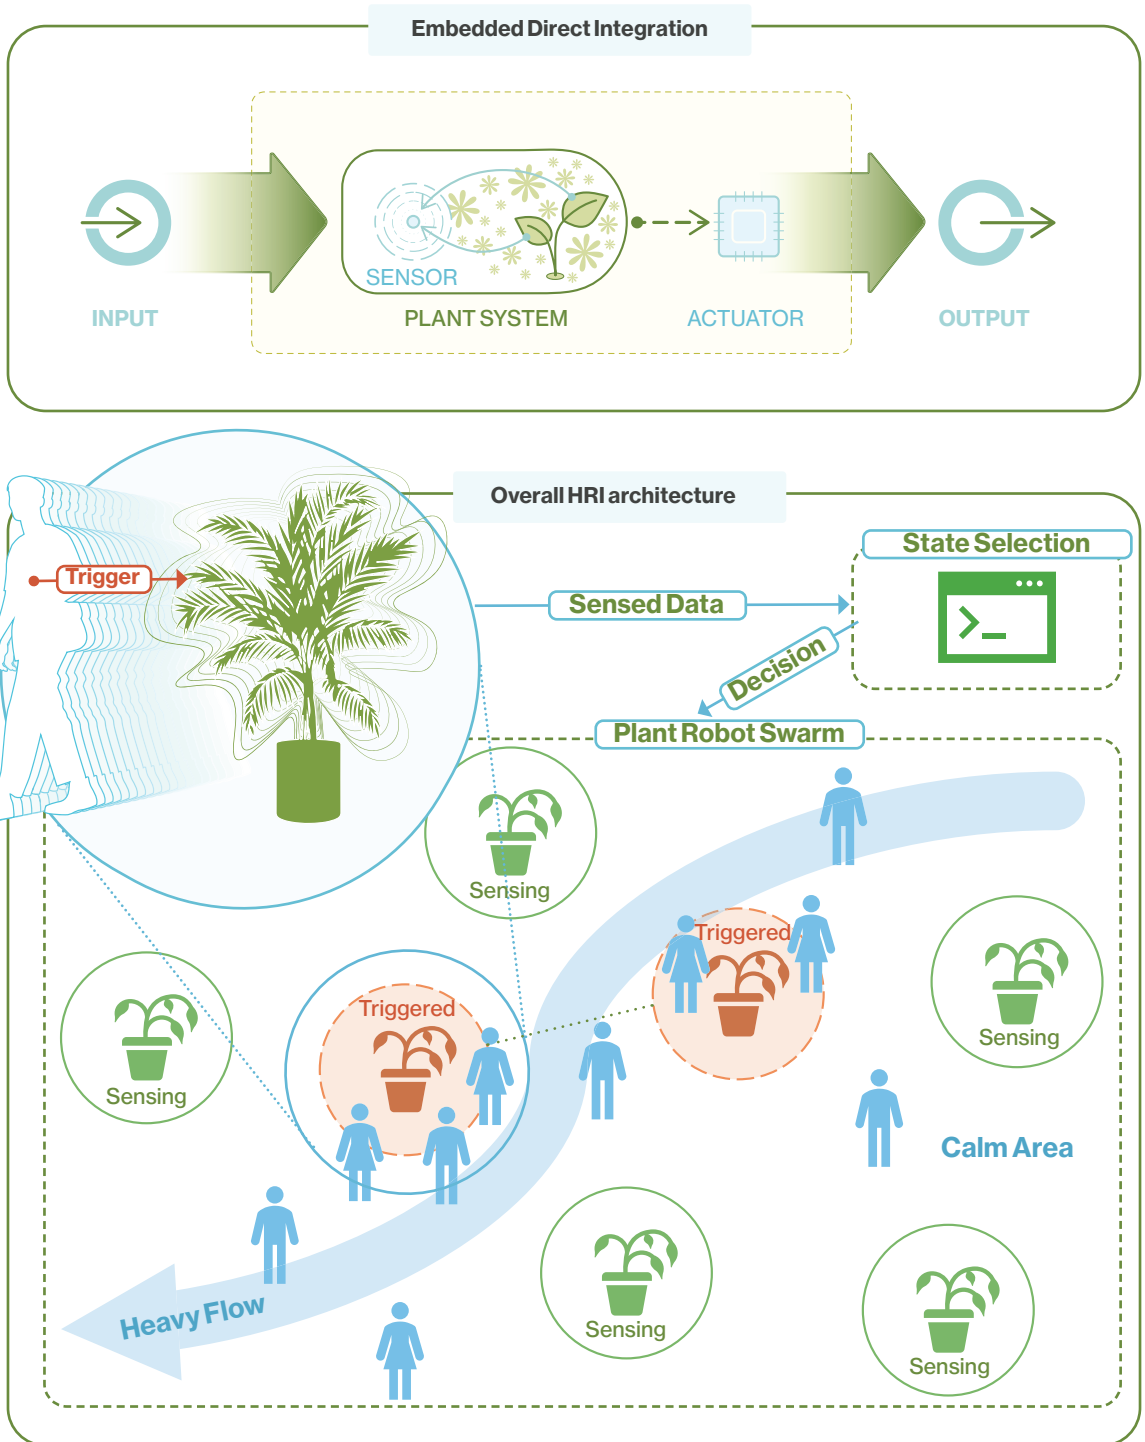 Embedded Direct Integration
SENSOR
INPUT
PLANT SYSTEM
ACTUATOR
OUTPUT
Overall HRI architecture
State Selection
Trigger
Sensed Data
Decision
Plant Robot Swarm
Sensing
Triggered
Triggered
Sensing
Sensing
Calm Area
Heavy Flow
Sensing
Sensing